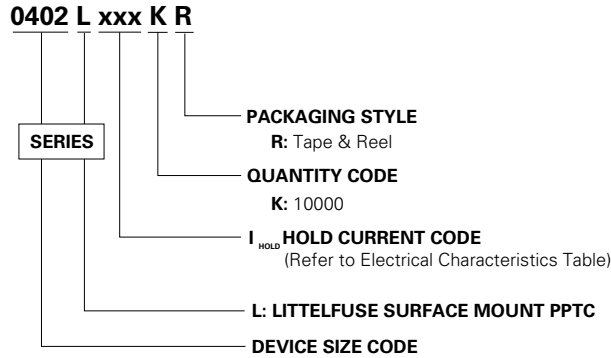 0402 L xxx K R
PACKAGING STYLE
R: Tape & Reel
SERIES
QUANTITY CODE
K: 10000
I HOLD HOLD CURRENT CODE
(Refer to Electrical Characteristics Table)
L: LITTELFUSE SURFACE MOUNT PPTC
DEVICE SIZE CODE